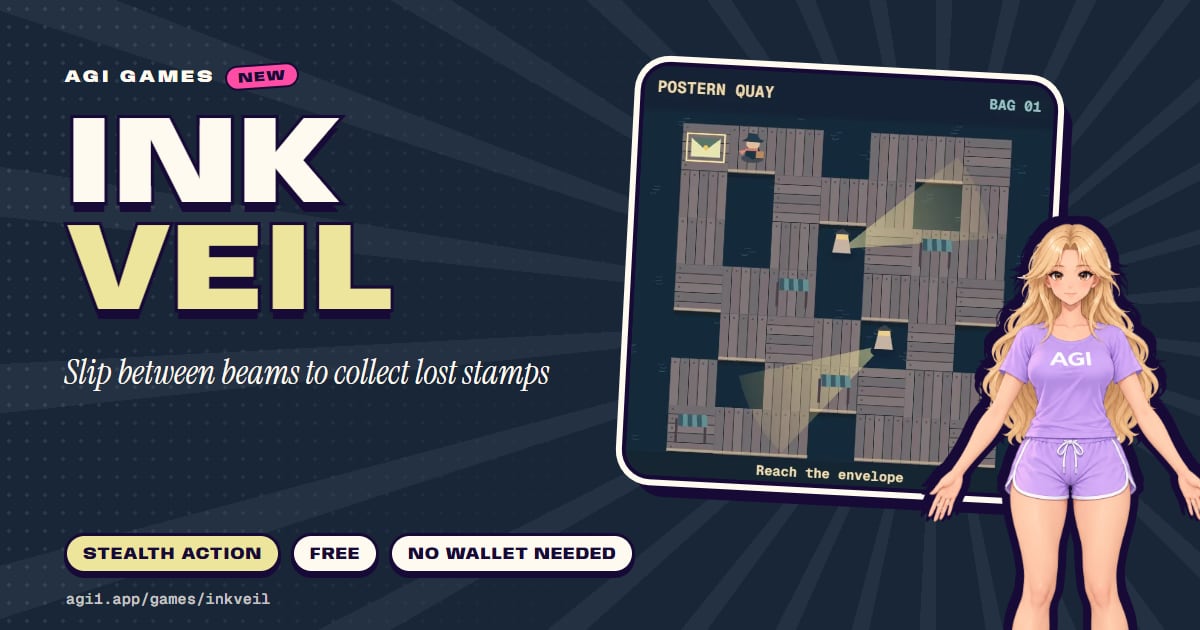 AGI GAMES NEW
INK
VEIL
Slip between beams to collect lost stamps
STEALTH ACTION FREE NO WALLET NEEDED
agi1.app/games/inkveil
POSTERN QUAY
BAG 01
Reach the envelope
AGI